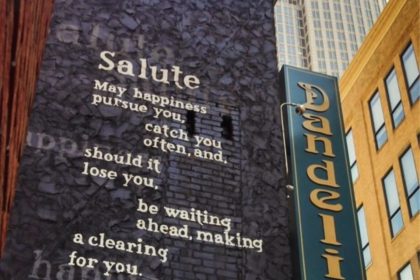 Salute
May happiness
pursue you,
catch you
often, and,
should it
lose you,
be waiting
ahead, making
a clearing
for you.
Dandeli